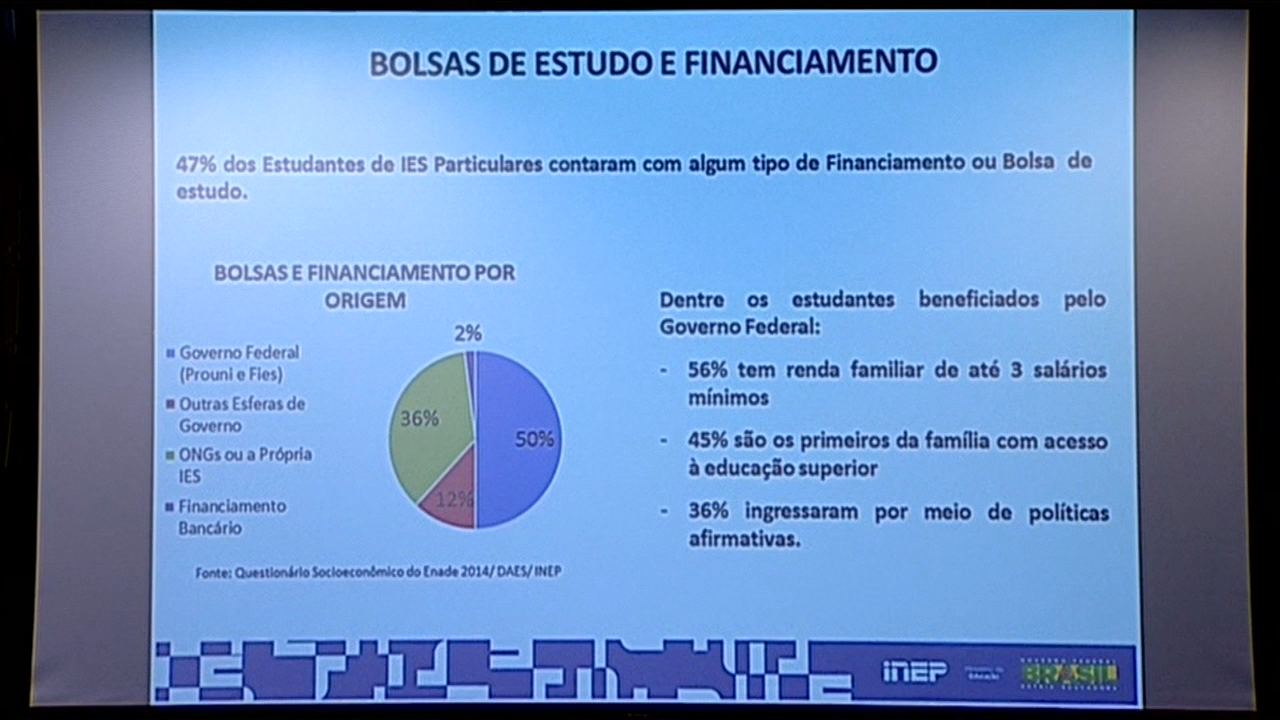 BOLSAS DE ESTUDO E FINANCIAMENTO
47% dos Estudantes de IES Particulares contaram com algum tipo de Financiamento ou Bolsa de
estudo.
BOLSAS E FINANCIAMENTO POR
ORIGEM
2%
36%
50%
12%
Governo Federal
(Prouni e Fies)
Outras Esferas de
Governo
ONGs ou a Própria
IES
Financiamento
Bancário
Fonte: Questionário Socioeconômico do Enade 2014/ DAES/ INEP
Dentre os estudantes beneficiados pelo
Governo Federal:
- 56% tem renda familiar de até 3 salários
mínimos
- 45% são os primeiros da família com acesso
à educação superior
- 36% ingressaram por meio de políticas
afirmativas.
INEP
Ministério da
Educação
BRASIL